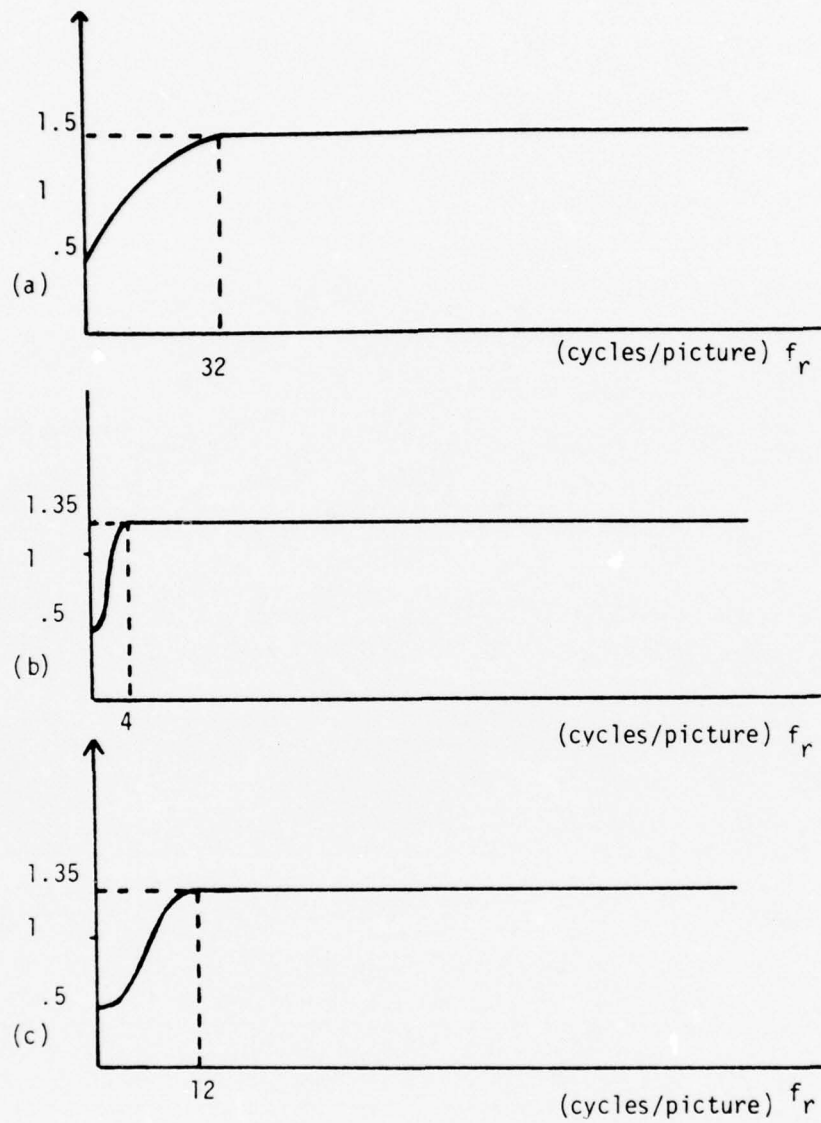 1.5
1
.5
(a)
32
(cycles/picture) f_r
1.35
1
.5
(b)
4
(cycles/picture) f_r
1.35
1
.5
(c)
12
(cycles/picture) f_r